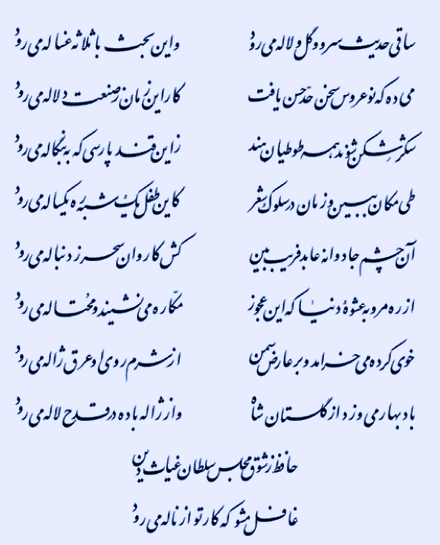 ساقی حدیث سرو و گل و لاله می‌رود
واین بحث با ثلاثه غساله می‌رود
می ده که نوعروس سخن حد حسن یافت
کار این زمان ز صنعت دلاله می‌رود
شکرشکن شوند همه طوطیان هند
زاین قند پارسی که به بنگاله می‌رود
طی مکان ببین و زمان در سلوک شعر
کاین طفل یک شبه ره یکساله می‌رود
آن چشم جادوانه عابدفریب بین
کش کاروان سحر ز دنباله می‌رود
از ره مرو به عشوه دنیا که این عجوز
مکاره می‌نشیند و محتاله می‌رود
خوی کرده می‌خرامد و بر عارض سمن
از شرم روی او عرق ژاله می‌رود
باد بهار می‌وزد از گلستان شاه
واز ژاله باده در قدح لاله می‌رود
حافظ ز شوق مجلس سلطان غیاث دین
غافل مشو که کار تو از ناله می‌رود